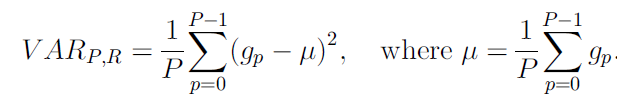 $VAR_{P,R} = \frac{1}{P} \sum_{p=0}^{P-1} (g_p - \mu)^2, \quad \text{where } \mu = \frac{1}{P} \sum_{p=0}^{P-1} g_p.$